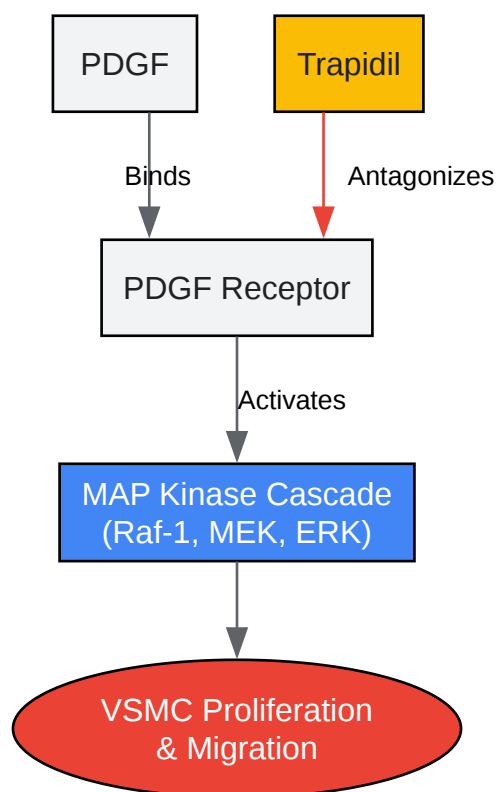 PDGF
Trapidil
Binds
Antagonizes
PDGF Receptor
Activates
MAP Kinase Cascade
(Raf-1, MEK, ERK)
VSMC Proliferation
& Migration